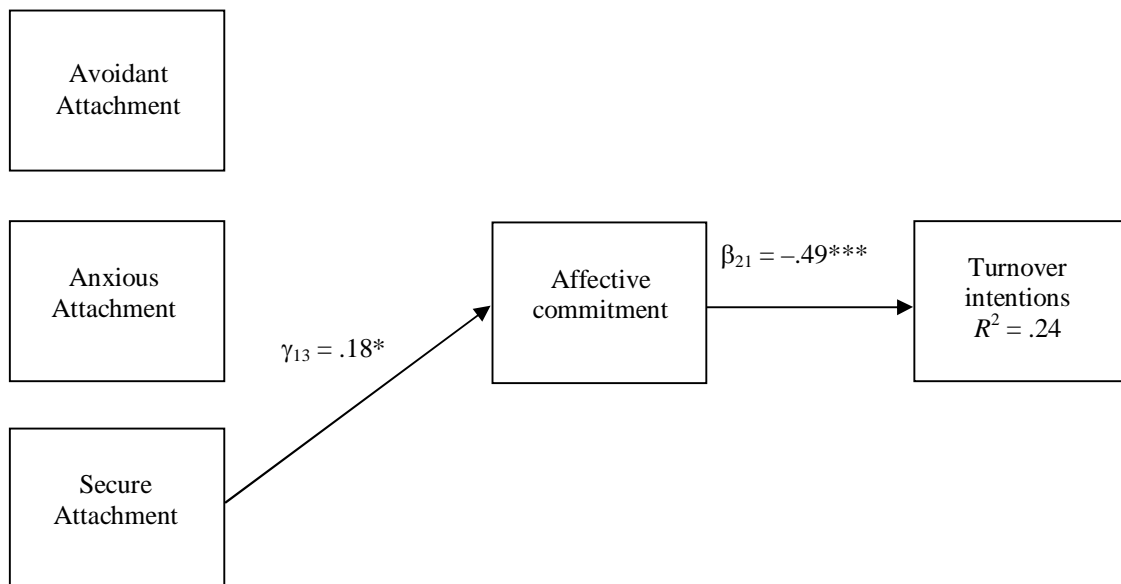 Avoidant
Attachment
Anxious
Attachment
Secure
Attachment
γ₁₃ = .18*
Affective
commitment
β₂₁ = –.49***
Turnover
intentions
R² = .24